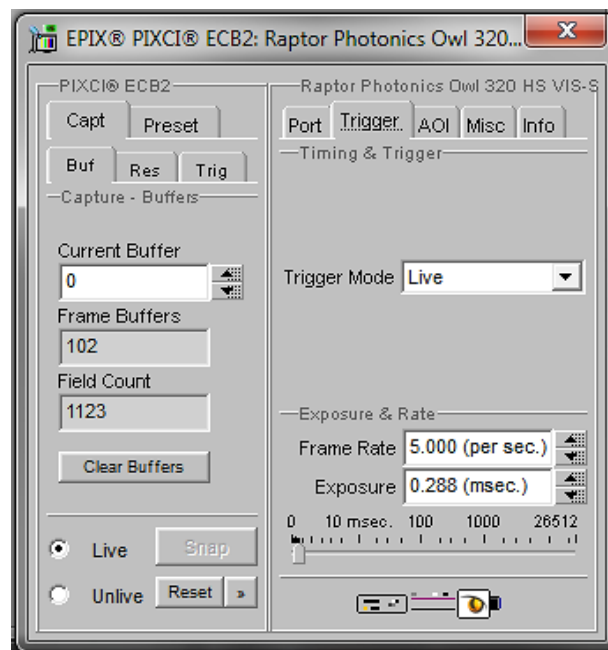 EPIX® PIXCI® ECB2: Raptor Photonics Owl 320...
PIXCI® ECB2
Capt Preset
Buf Res Trig
Capture - Buffers
Current Buffer
0
Frame Buffers
102
Field Count
1123
Clear Buffers
Live Snap
Unlive Reset »
Raptor Photonics Owl 320 HS VIS-S
Port Trigger AOI Misc Info
Timing & Trigger
Trigger Mode Live
Exposure & Rate
Frame Rate 5.000 (per sec.)
Exposure 0.288 (msec.)
0 10 msec. 100 1000 26512